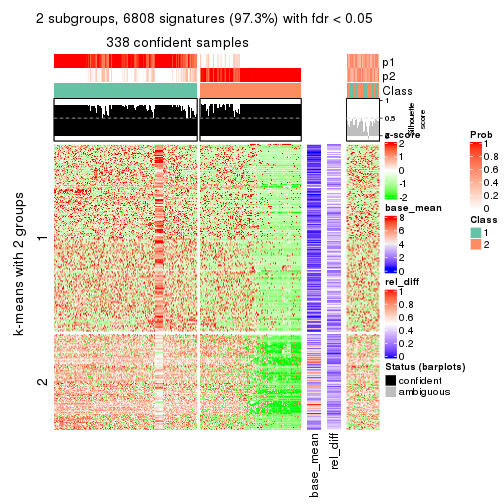 2 subgroups, 6808 signatures (97.3%) with fdr < 0.05
338 confident samples
p1
p2
Class
1
0.5
0
Silhouette
score
k-means with 2 groups
1
2
base_mean
rel_diff
z-score
2
1
0
-1
-2
base_mean
8
6
4
2
0
rel_diff
1
0.8
0.6
0.4
0.2
0
Status (barplots)
confident
ambiguous
Prob
1
0.8
0.6
0.4
0.2
0
Class
1
2